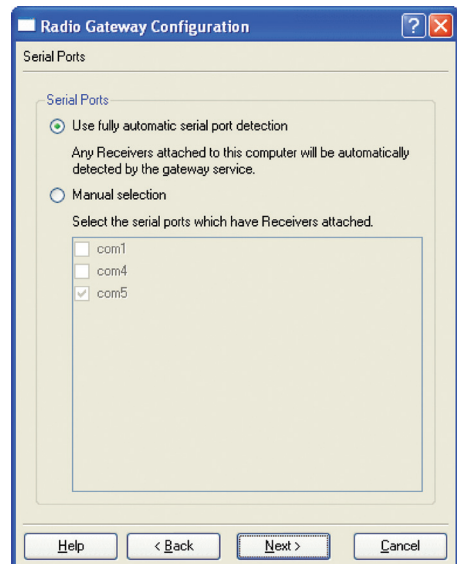 Radio Gateway Configuration
Serial Ports
Serial Ports
Use fully automatic serial port detection
Any Receivers attached to this computer will be automatically
detected by the gateway service.
Manual selection
Select the serial ports which have Receivers attached.
com1
com4
com5
Help < Back Next > Cancel